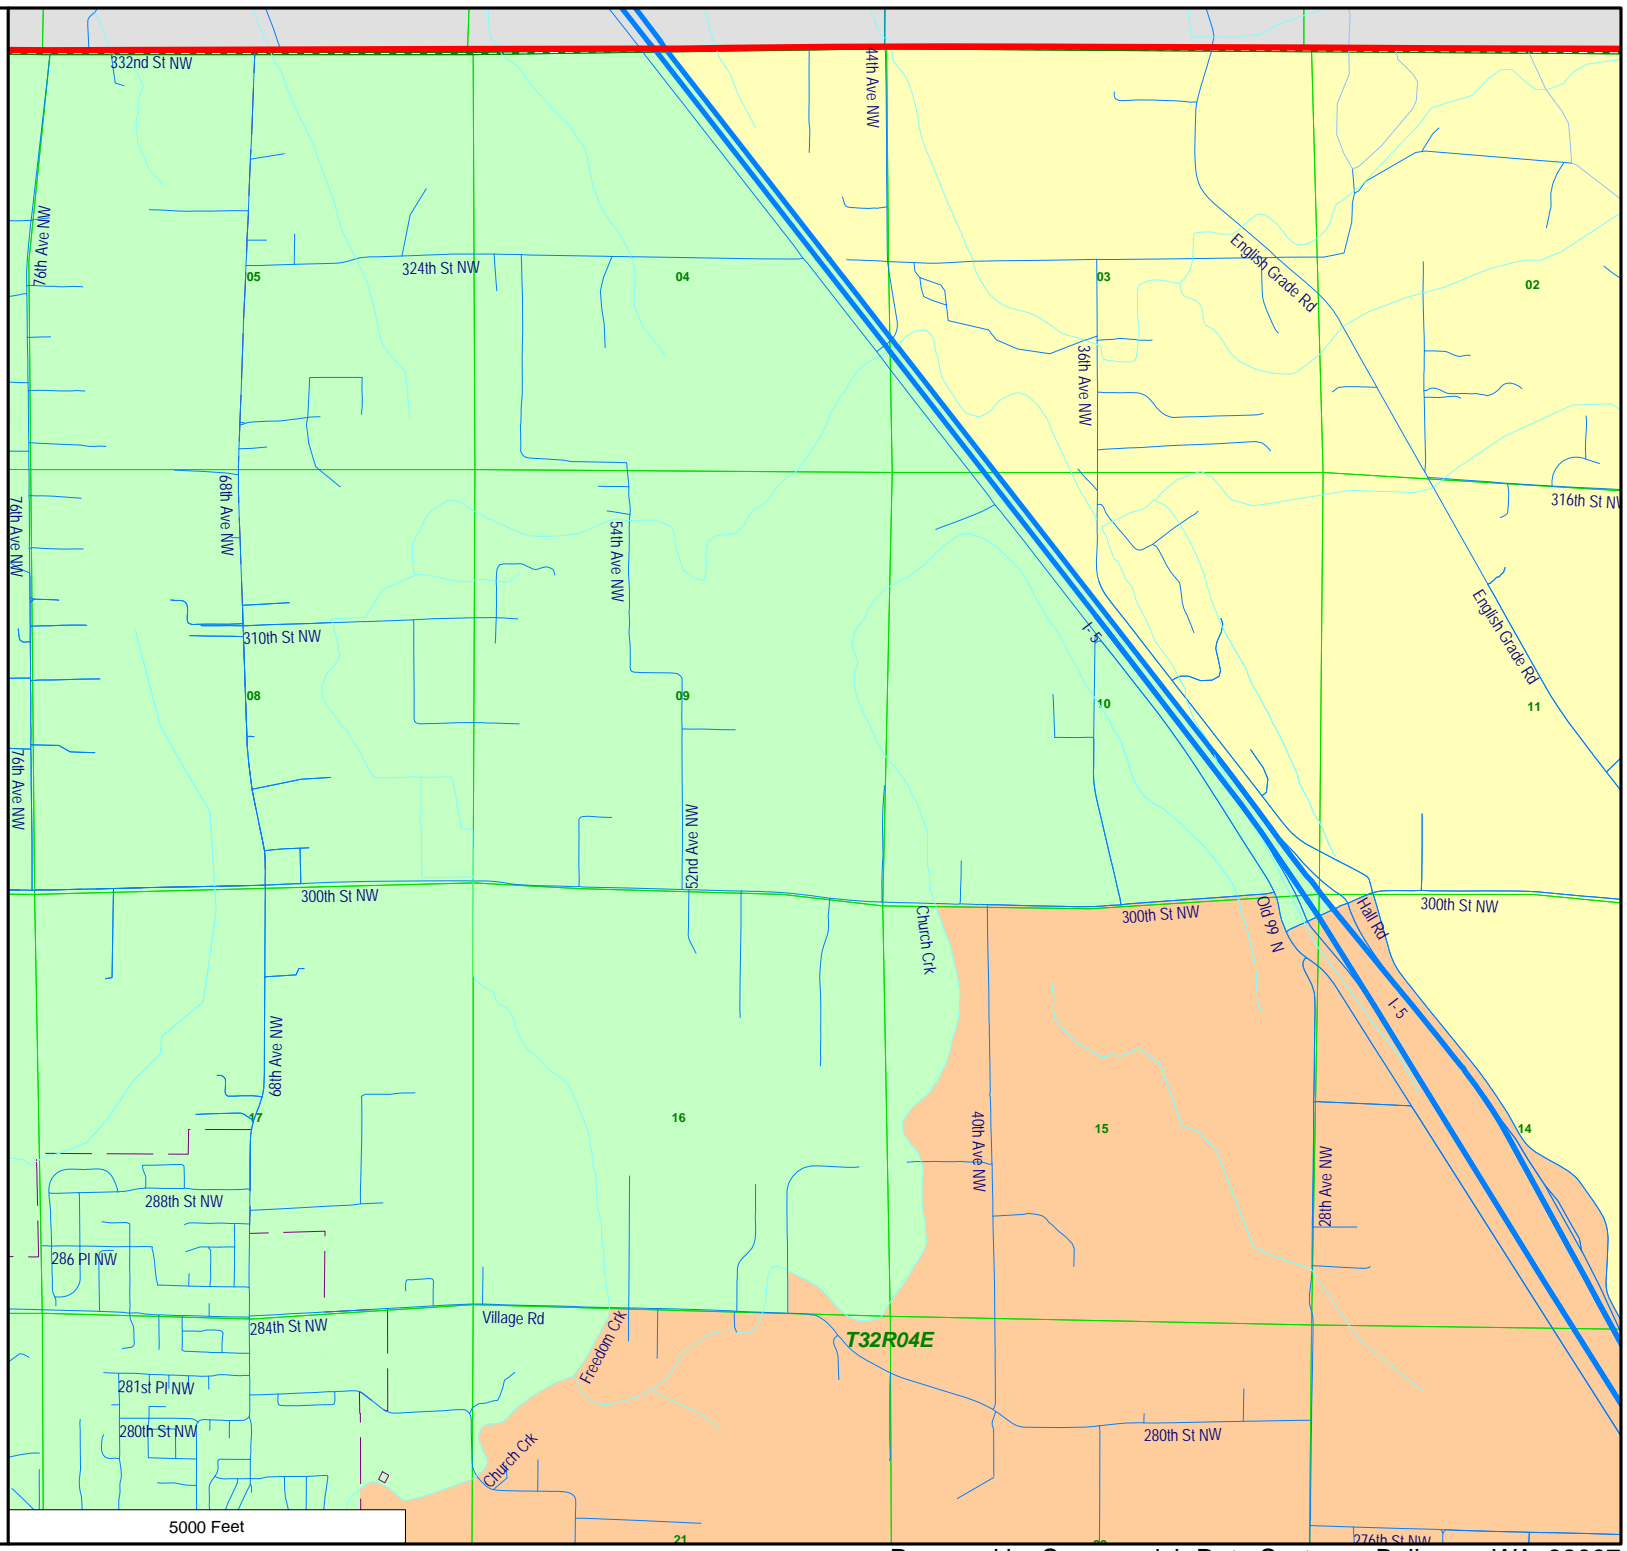 332nd St NW
44th Ave NW
76th Ave NW
English Grade Rd
324th St NW
05
04
03
02
36th Ave NW
68th Ave NW
76th Ave NW
316th St NW
54th Ave NW
English Grade Rd
310th St NW
I-5
08
09
10
11
76th Ave NW
52nd Ave NW
300th St NW
Church Crk
300th St NW
Old 99 N
Hall Rd
300th St NW
I-5
68th Ave NW
17
16
15
14
40th Ave NW
28th Ave NW
288th St NW
286 Pl NW
284th St NW
Village Rd
Freedom Crk
T32R04E
281st Pl NW
280th St NW
Church Crk
280th St NW
5000 Feet
21
276th St NW